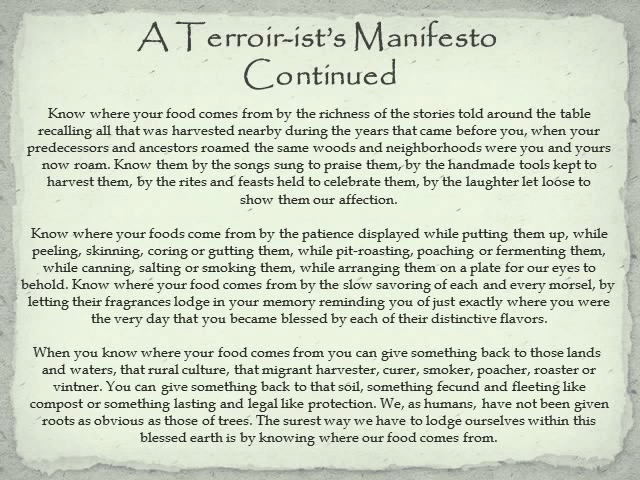 A Terroir-ist's Manifesto
Continued
Know where your food comes from by the richness of the stories told around the table
recalling all that was harvested nearby during the years that came before you, when your
predecessors and ancestors roamed the same woods and neighborhoods were you and yours
now roam. Know them by the songs sung to praise them, by the handmade tools kept to
harvest them, by the rites and feasts held to celebrate them, by the laughter let loose to
show them our affection.
Know where your foods come from by the patience displayed while putting them up, while
peeling, skinning, coring or gutting them, while pit-roasting, poaching or fermenting them,
while canning, salting or smoking them, while arranging them on a plate for our eyes to
behold. Know where your food comes from by the slow savoring of each and every morsel, by
letting their fragrances lodge in your memory reminding you of just exactly where you were
the very day that you became blessed by each of their distinctive flavors.
When you know where your food comes from you can give something back to those lands
and waters, that rural culture, that migrant harvester, curer, smoker, poacher, roaster or
vintner. You can give something back to that soil, something fecund and fleeting like
compost or something lasting and legal like protection. We, as humans, have not been given
roots as obvious as those of trees. The surest way we have to lodge ourselves within this
blessed earth is by knowing where our food comes from.